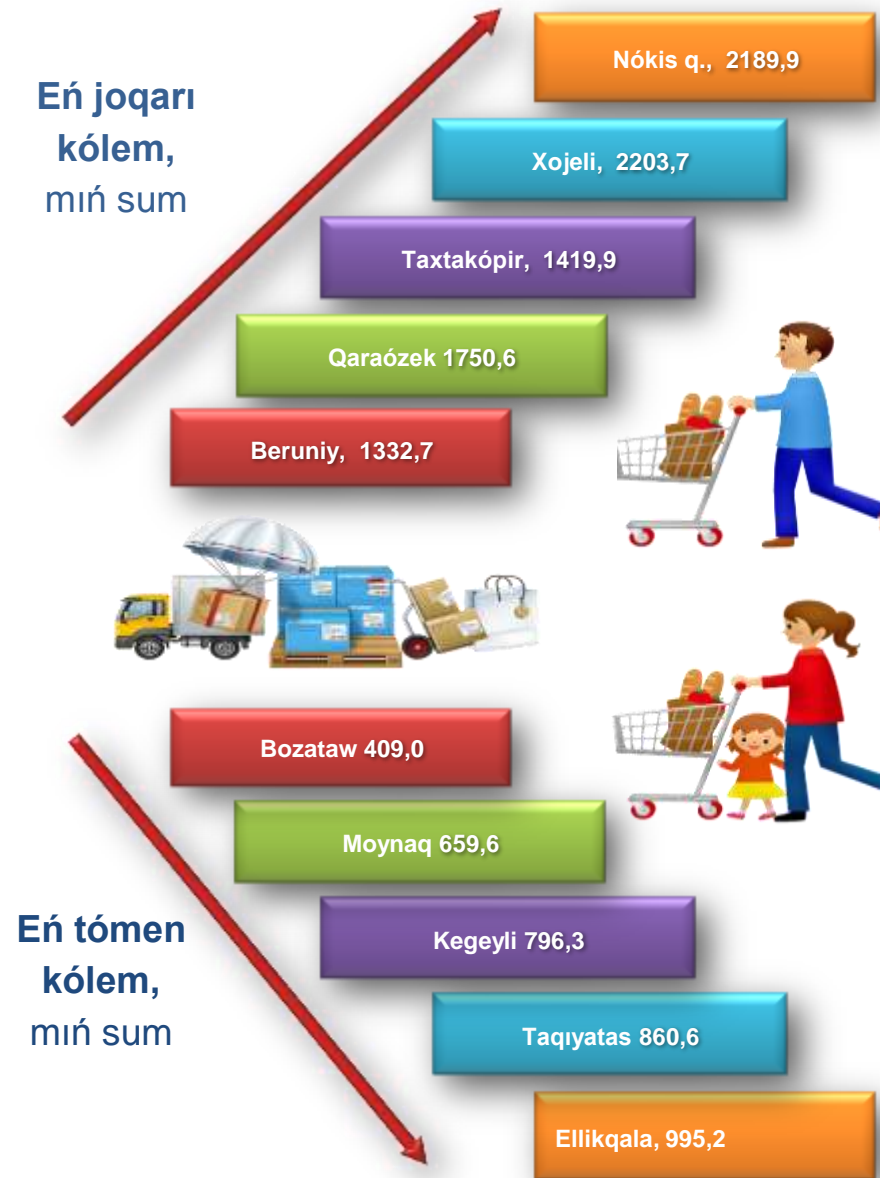 Eń joqarı
kólem,
mıń sum
Nókis q., 2189,9
Xojeli, 2203,7
Taxtakópir, 1419,9
Qaraózek 1750,6
Beruniy, 1332,7
Bozataw 409,0
Moynaq 659,6
Kegeyli 796,3
Taqıyatas 860,6
Ellikqala, 995,2
Eń tómen
kólem,
mıń sum